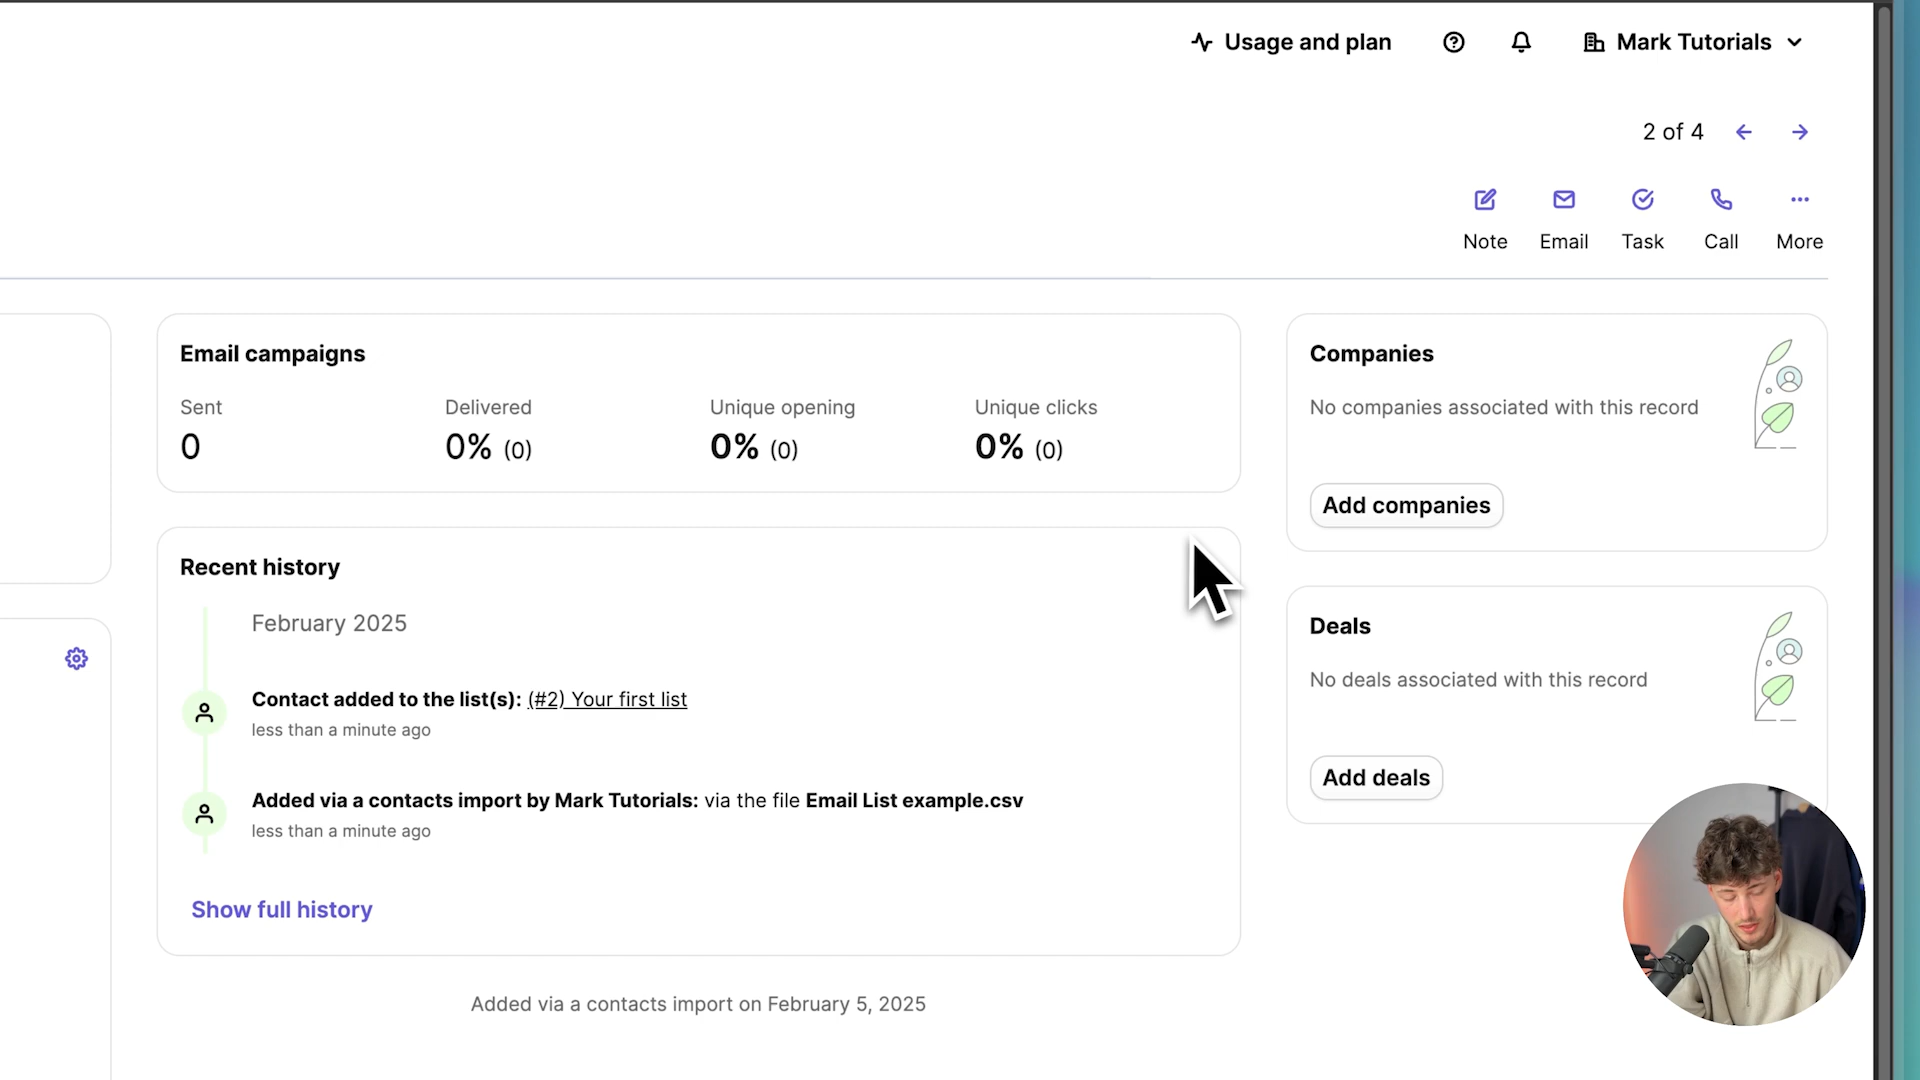 Usage and plan
Mark Tutorials
2 of 4
Note
Email
Task
Call
More
Email campaigns
Sent
Delivered
Unique opening
Unique clicks
0
0% (0)
0% (0)
0% (0)
Companies
No companies associated with this record
Add companies
Recent history
February 2025
Contact added to the list(s): (#2) Your first list
less than a minute ago
Added via a contacts import by Mark Tutorials: via the file Email List example.csv
less than a minute ago
Show full history
Added via a contacts import on February 5, 2025
Deals
No deals associated with this record
Add deals